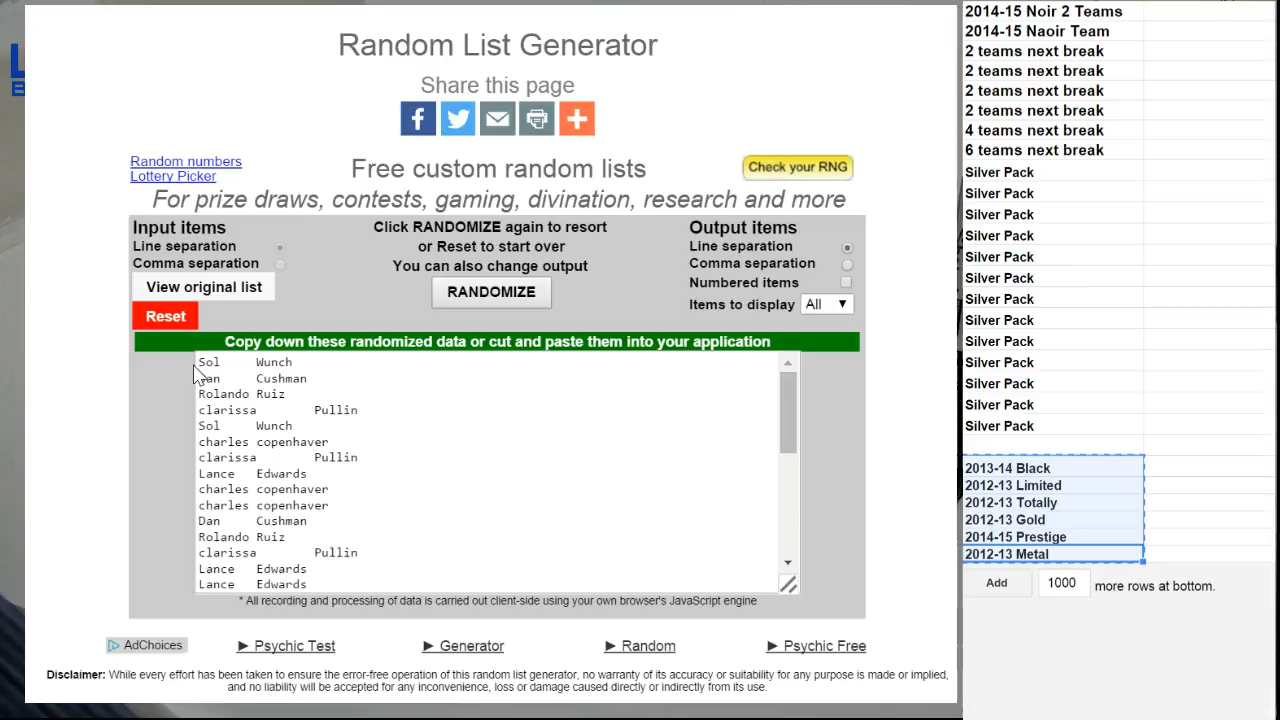 Random List Generator
Share this page
Random numbers
Lottery Picker
Free custom random lists
Check your RNG
For prize draws, contests, gaming, divination, research and more
Input items
Line separation
Comma separation
View original list
Reset
Click RANDOMIZE again to resort
or Reset to start over
You can also change output
RANDOMIZE
Output items
Line separation
Comma separation
Numbered items
Items to display All
Copy down these randomized data or cut and paste them into your application
Sol Wunch
Cushman
Rolando Ruiz
clarissa Pullin
Sol Wunch
charles copenhaver
clarissa Pullin
Lance Edwards
charles copenhaver
charles copenhaver
Dan Cushman
Rolando Ruiz
clarissa Pullin
Lance Edwards
Lance Edwards
* All recording and processing of data is carried out client-side using your own browser's JavaScript engine
AdChoices
► Psychic Test
► Generator
► Random
► Psychic Free
Disclaimer: While every effort has been taken to ensure the error-free operation of this random list generator, no warranty of its accuracy or suitability for any purpose is made or implied,
and no liability will be accepted for any inconvenience, loss or damage caused directly or indirectly from its use.
2014-15 Noir 2 Teams
2014-15 Naoir Team
2 teams next break
2 teams next break
2 teams next break
2 teams next break
4 teams next break
6 teams next break
Silver Pack
Silver Pack
Silver Pack
Silver Pack
Silver Pack
Silver Pack
Silver Pack
Silver Pack
Silver Pack
Silver Pack
Silver Pack
Silver Pack
Silver Pack
2013-14 Black
2012-13 Limited
2012-13 Totally
2012-13 Gold
2014-15 Prestige
2012-13 Metal
Add 1000 more rows at bottom.